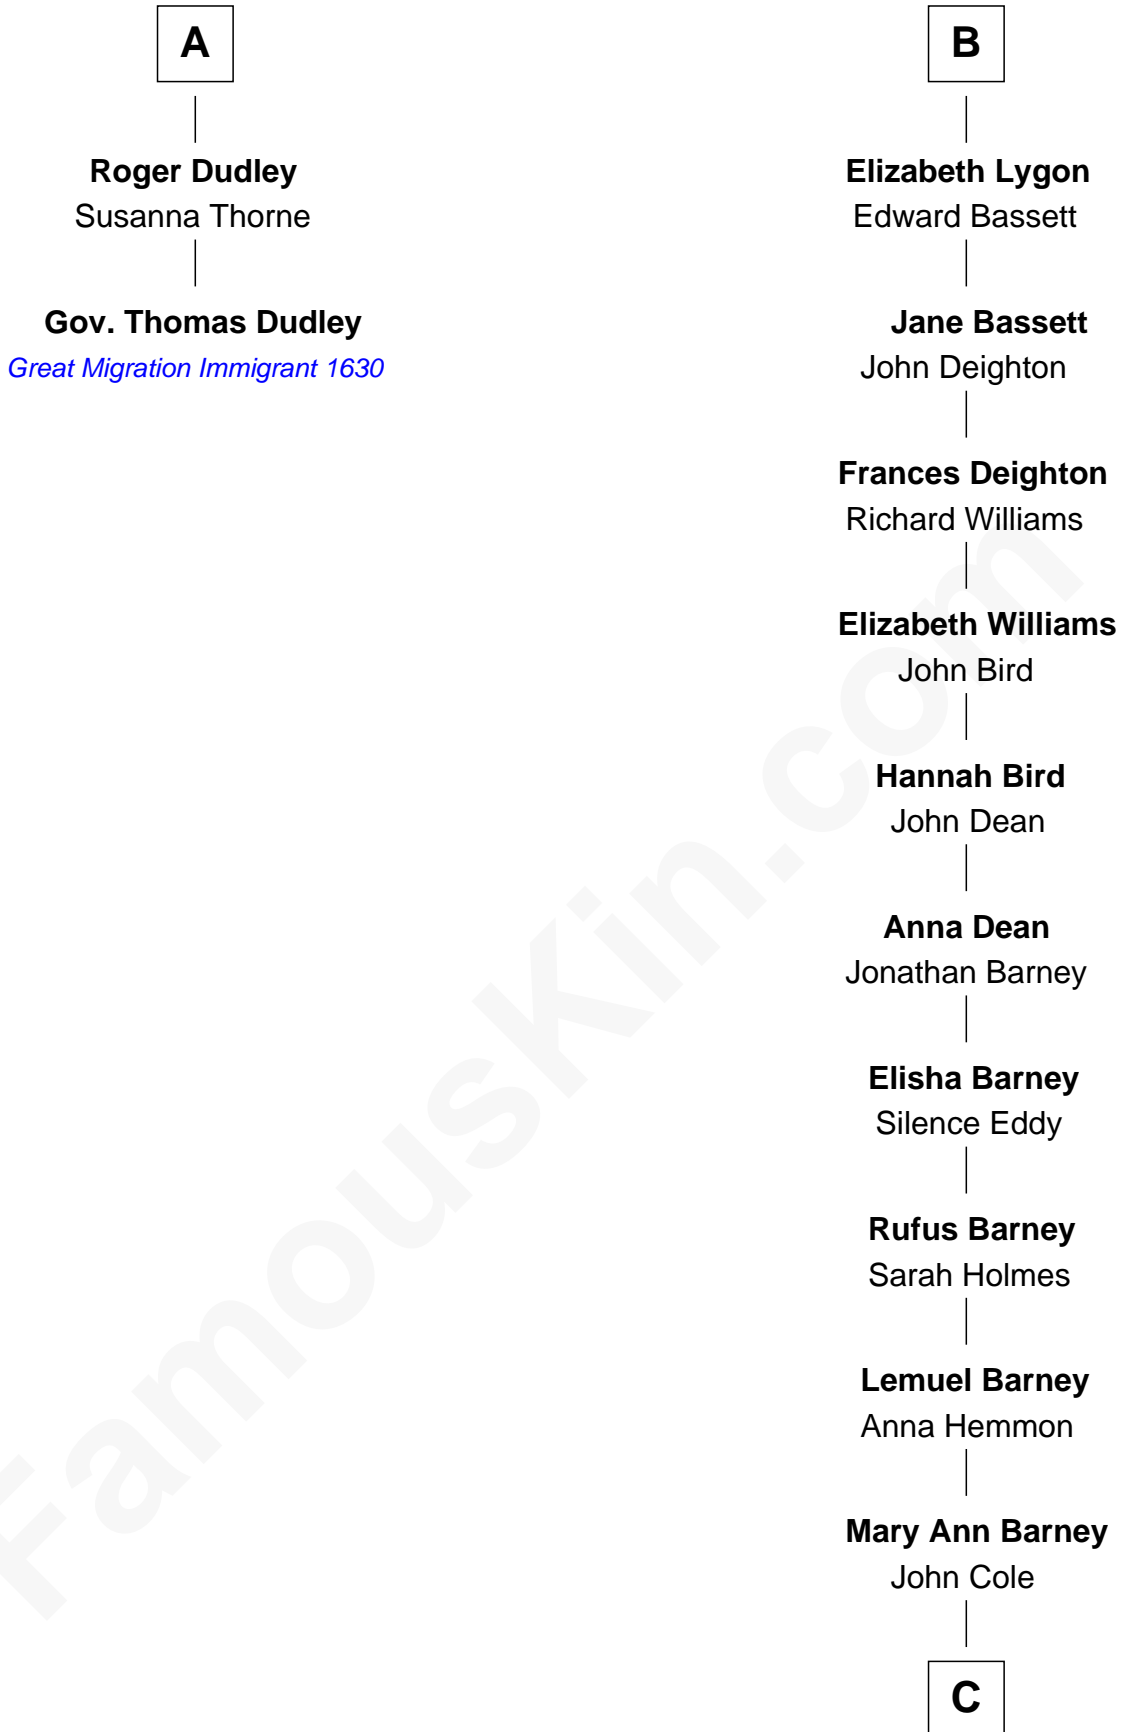 A
Roger Dudley
Susanna Thorne
Gov. Thomas Dudley
Great Migration Immigrant 1630
B
Elizabeth Lygon
Edward Bassett
Jane Bassett
John Deighton
Frances Deighton
Richard Williams
Elizabeth Williams
John Bird
Hannah Bird
John Dean
Anna Dean
Jonathan Barney
Elisha Barney
Silence Eddy
Rufus Barney
Sarah Holmes
Lemuel Barney
Anna Hemmon
Mary Ann Barney
John Cole
C
FamousKin.com